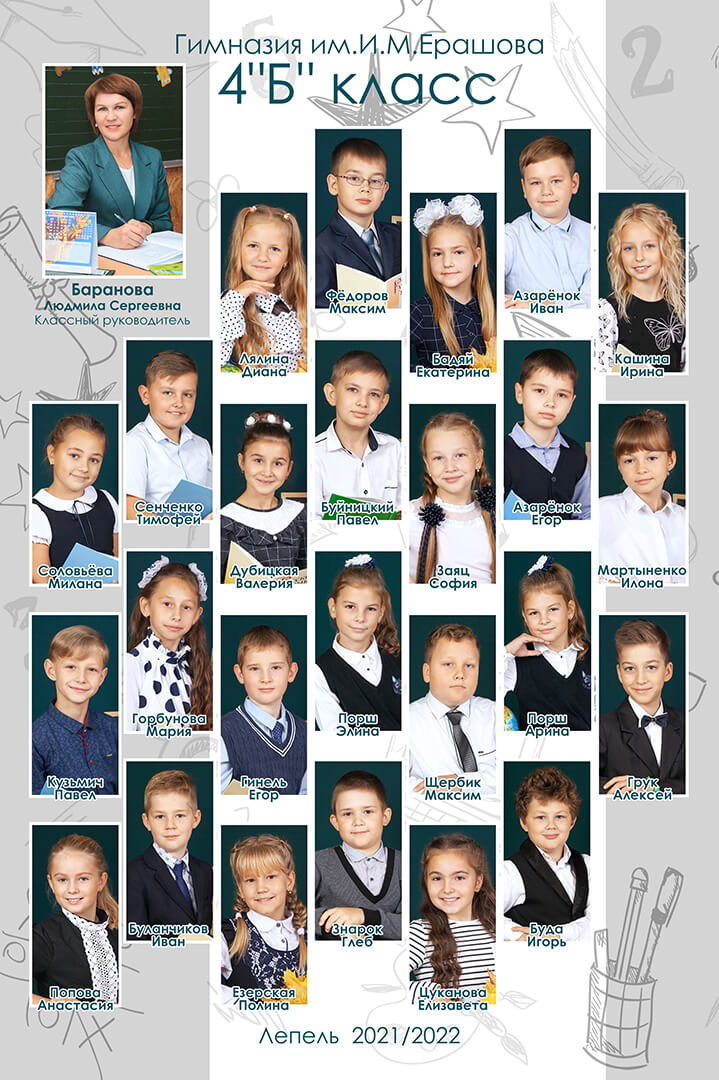 Гимназия им.И.М.Ерашова
4"Б" класс
Баранова
Людмила Сергеевна
Классный руководитель
Лялина
Диана
Фёдоров
Максим
Бадяй
Екатерина
Азарёнок
Иван
Кашина
Ирина
Соловьёва
Милана
Сенченко
Тимофей
Дубицкая
Валерия
Буйницкий
Павел
Заяц
София
Азарёнок
Егор
Мартыненко
Илона
Кузьмич
Павел
Горбунова
Мария
Гинель
Егор
Порш
Элина
Щербик
Максим
Порш
Арина
Грук
Алексей
Попова
Анастасия
Буланчиков
Иван
Езерская
Полина
Знарок
Глеб
Цуканова
Елизавета
Буда
Игорь
Лепель 2021/2022
2
6